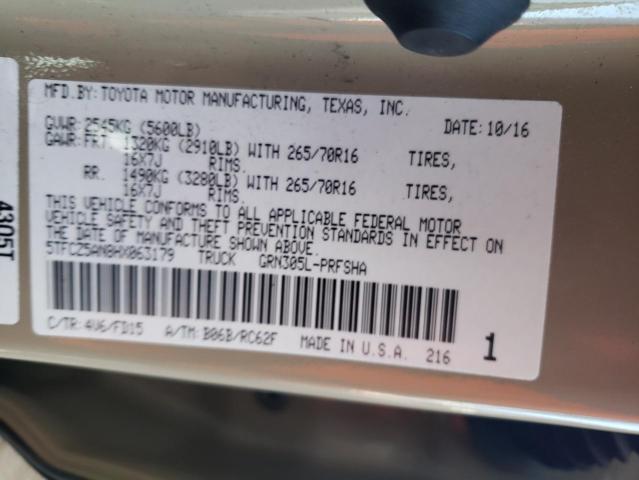 MFD.BY: TOYOTA MOTOR MANUFACTURING, TEXAS, INC.
GVWR: 2545KG (5600LB) DATE: 10/16
GAWR: FRT. 1320KG (2910LB) WITH 265/70R16 TIRES,
16X7J RIMS.
RR. 1490KG (3280LB) WITH 265/70R16 TIRES,
16X7J RIMS.
THIS VEHICLE CONFORMS TO ALL APPLICABLE FEDERAL MOTOR
VEHICLE SAFETY AND THEFT PREVENTION STANDARDS IN EFFECT ON
THE DATE OF MANUFACTURE SHOWN ABOVE.
5TFCZ5AN0HX063179 TRUCK GRN305L-PRFSHA
C/TR: 4V6/FD15 A/TM: B06B/RC62F MADE IN U.S.A. 216 1
4305T